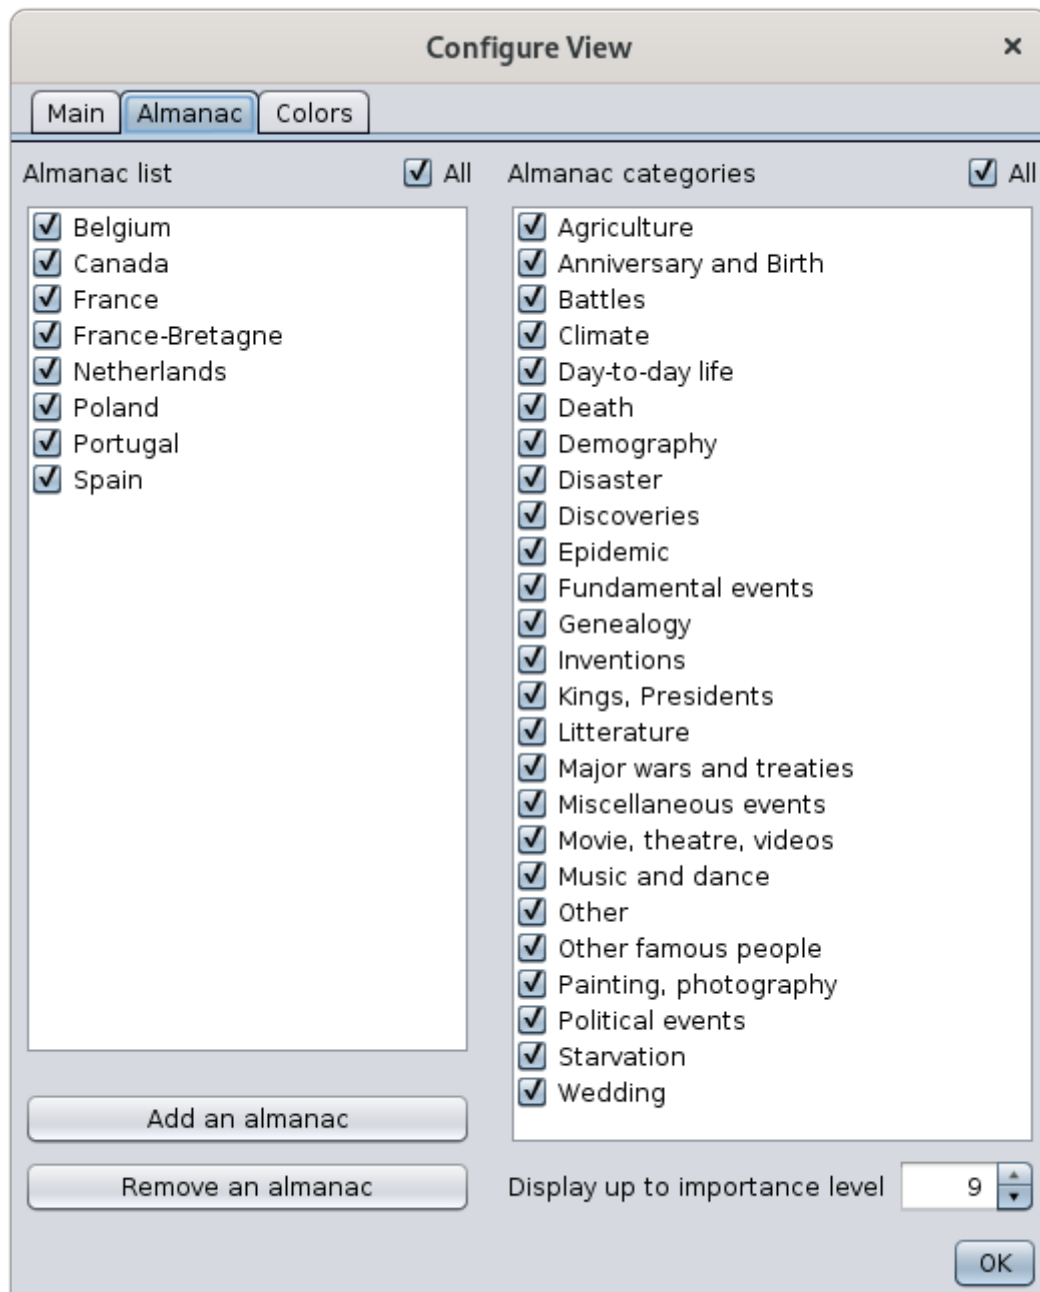 Configure View
Main Almanac Colors
Almanac list All
Belgium
Canada
France
France-Bretagne
Netherlands
Poland
Portugal
Spain
Add an almanac
Remove an almanac
Almanac categories All
Agriculture
Anniversary and Birth
Battles
Climate
Day-to-day life
Death
Demography
Disaster
Discoveries
Epidemic
Fundamental events
Genealogy
Inventions
Kings, Presidents
Litterature
Major wars and treaties
Miscellaneous events
Movie, theatre, videos
Music and dance
Other
Other famous people
Painting, photography
Political events
Starvation
Wedding
Display up to importance level 9
OK